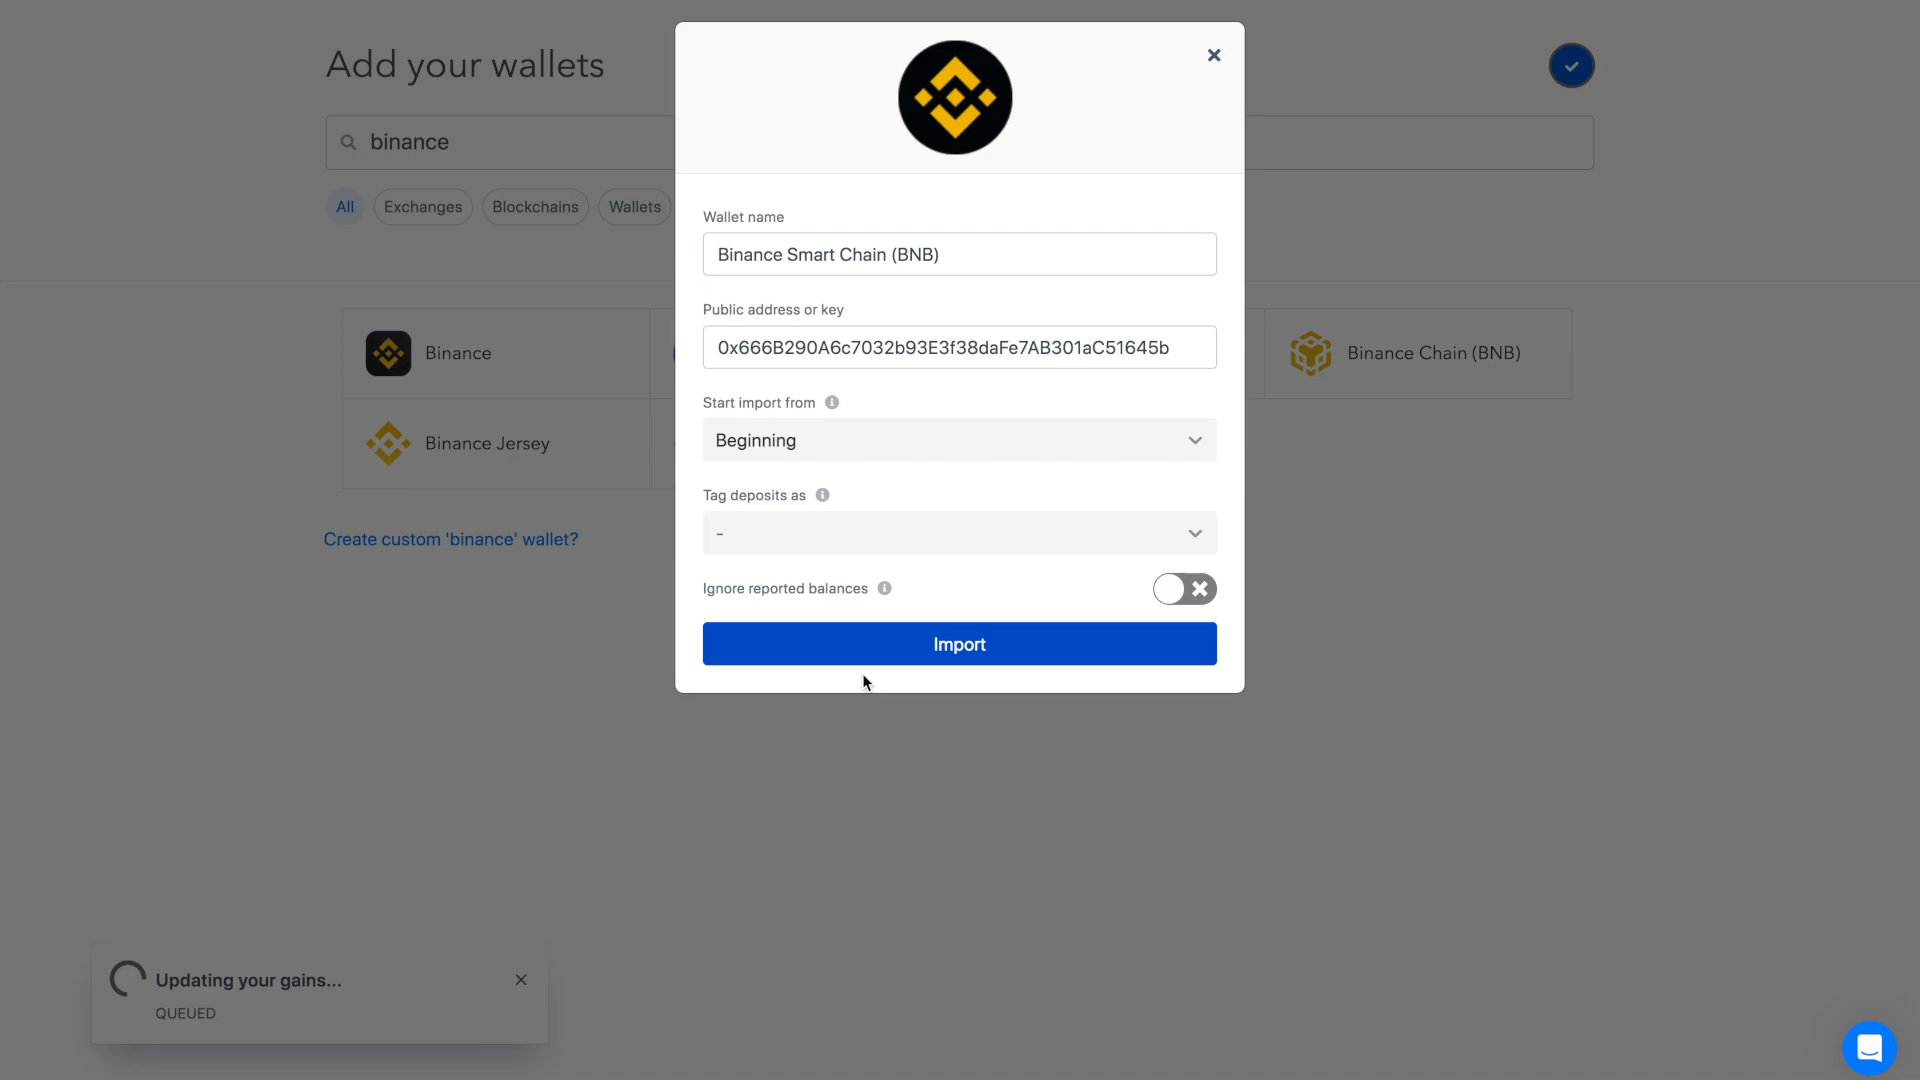 Add your wallets
binance
All
Exchanges
Blockchains
Wallets
Wallet name
Binance Smart Chain (BNB)
Public address or key
0x666B290A6c7032b93E3f38daFe7AB301aC51645b
Start import from
Beginning
Tag deposits as
-
Ignore reported balances
Import
Binance
Binance Chain (BNB)
Binance Jersey
Create custom 'binance' wallet?
Updating your gains...
QUEUED